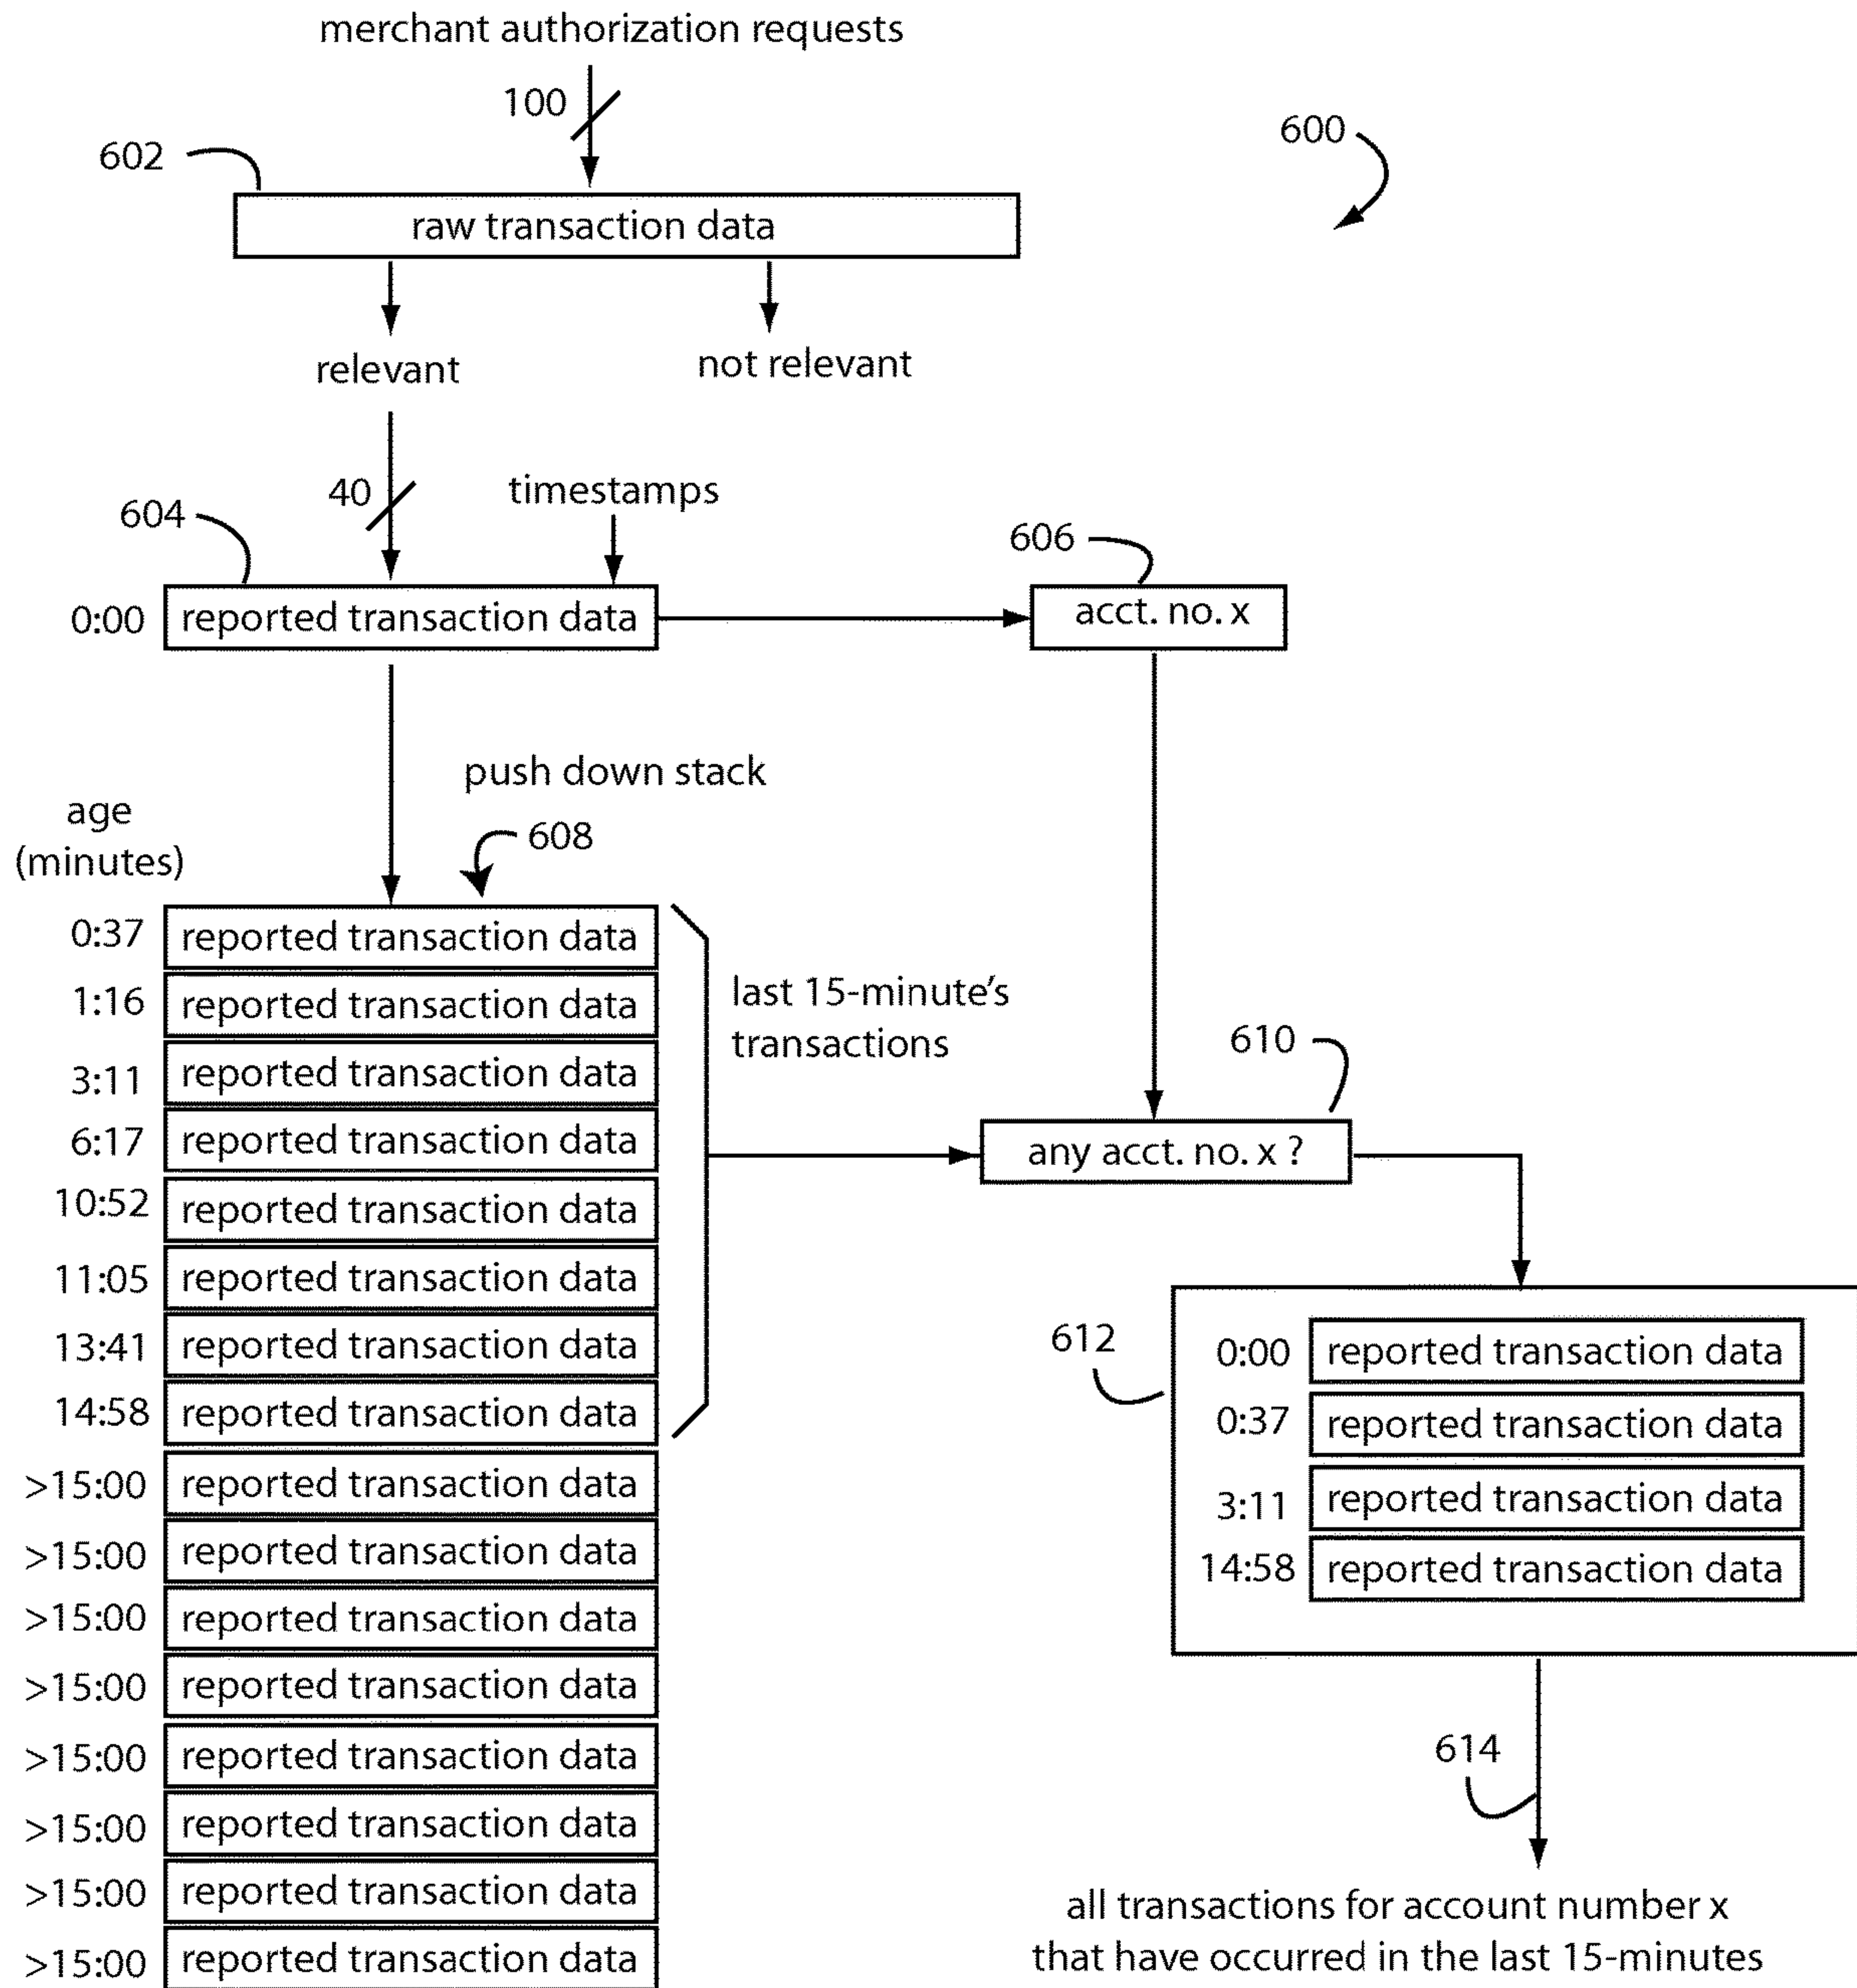 merchant authorization requests
100
600
602
raw transaction data
relevant
not relevant
40
timestamps
604
606
0:00 reported transaction data
acct. no. x
push down stack
608
age
(minutes)
0:37 reported transaction data
1:16 reported transaction data
3:11 reported transaction data
6:17 reported transaction data
10:52 reported transaction data
11:05 reported transaction data
13:41 reported transaction data
14:58 reported transaction data
>15:00 reported transaction data
>15:00 reported transaction data
>15:00 reported transaction data
>15:00 reported transaction data
>15:00 reported transaction data
>15:00 reported transaction data
>15:00 reported transaction data
>15:00 reported transaction data
last 15-minute's
transactions
610
any acct. no. x ?
612
0:00 reported transaction data
0:37 reported transaction data
3:11 reported transaction data
14:58 reported transaction data
614
all transactions for account number x
that have occurred in the last 15-minutes